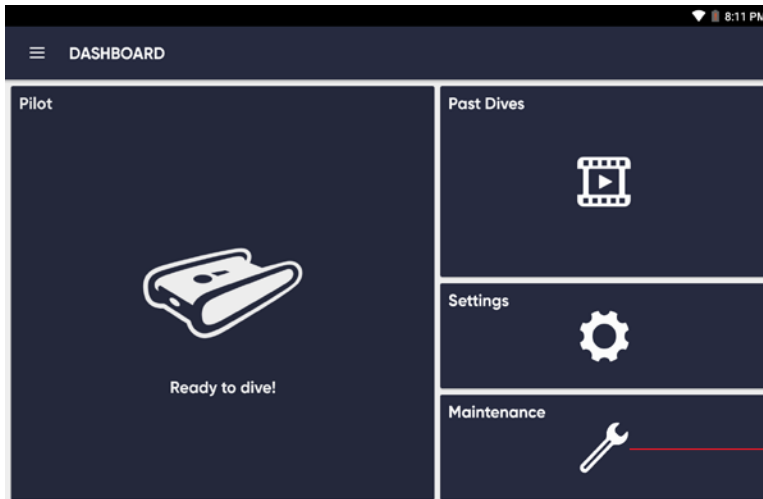 8:11 PM
DASHBOARD
Pilot
Past Dives
Ready to dive!
Settings
Maintenance